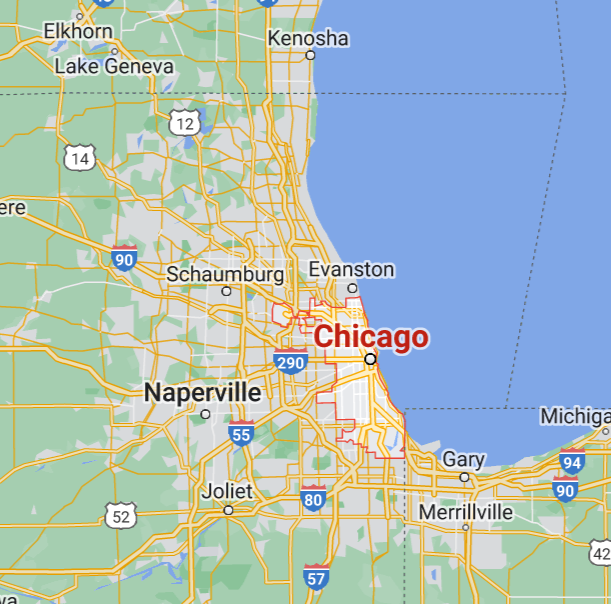 Elkhorn
Kenosha
Lake Geneva
12
14
ere
90
Schaumburg
Evanston
Chicago
290
Naperville
Michiga
55
Gary
94
90
Joliet
80
52
Merrillville
42
57
wa